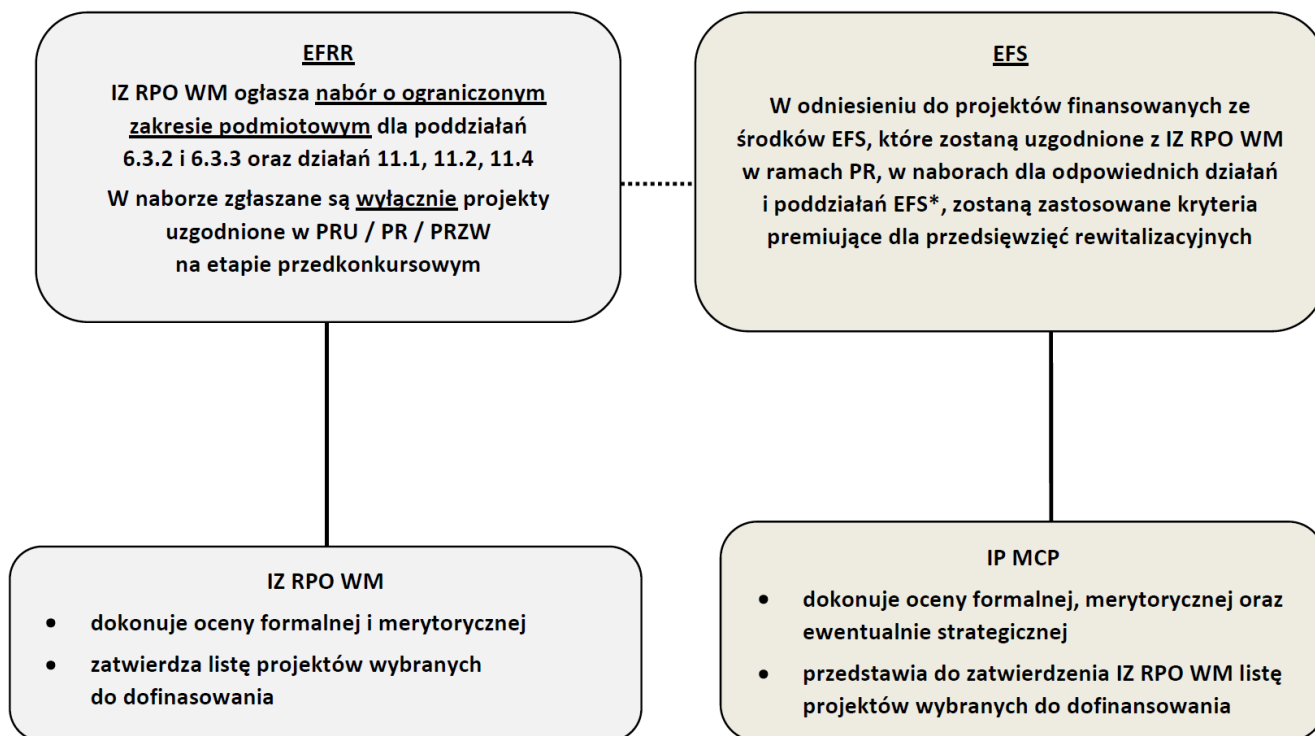 EFRR
IZ RPO WM ogłasza nabór o ograniczonym
zakresie podmiotowym dla poddziałań
6.3.2 i 6.3.3 oraz działań 11.1, 11.2, 11.4
W naborze zgłaszane są wyłącznie projekty
uzgodnione w PRU / PR / PRZW
na etapie przedkonkursowym
EFS
W odniesieniu do projektów finansowanych ze
środków EFS, które zostaną uzgodnione z IZ RPO WM
w ramach PR, w naborach dla odpowiednich działań
i poddziałań EFS*, zostaną zastosowane kryteria
premiujące dla przedsięwzięć rewitalizacyjnych
IZ RPO WM
• dokonuje oceny formalnej i merytorycznej
• zatwierdza listę projektów wybranych
do dofinasowania
IP MCP
• dokonuje oceny formalnej, merytorycznej oraz
ewentualnie strategicznej
• przedstawia do zatwierdzenia IZ RPO WM listę
projektów wybranych do dofinansowania